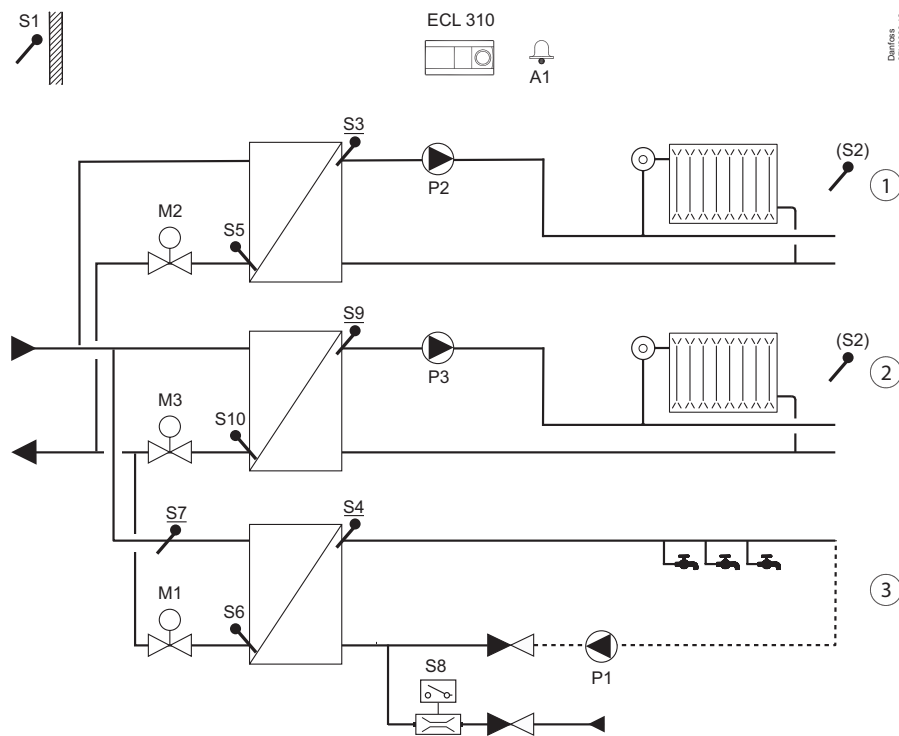 S1
ECL 310
A1
Danfoss
S3
P2
(S2)
1
M2
S5
S9
P3
(S2)
2
M3
S10
S7
S4
3
M1
S6
S8
P1